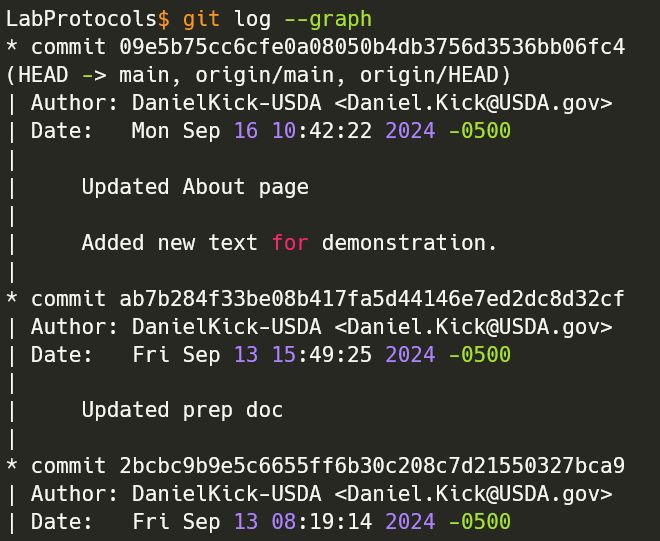 LabProtocols$ git log --graph
* commit 09e5b75cc6cfe0a08050b4db3756d3536bb06fc4
(HEAD -> main, origin/main, origin/HEAD)
| Author: DanielKick-USDA <Daniel.Kick@USDA.gov>
| Date:   Mon Sep 16 10:42:22 2024 -0500
|
|     Updated About page
|
|     Added new text for demonstration.
|
* commit ab7b284f33be08b417fa5d44146e7ed2dc8d32cf
| Author: DanielKick-USDA <Daniel.Kick@USDA.gov>
| Date:   Fri Sep 13 15:49:25 2024 -0500
|
|     Updated prep doc
|
* commit 2bcbc9b9e5c6655ff6b30c208c7d21550327bca9
| Author: DanielKick-USDA <Daniel.Kick@USDA.gov>
| Date:   Fri Sep 13 08:19:14 2024 -0500